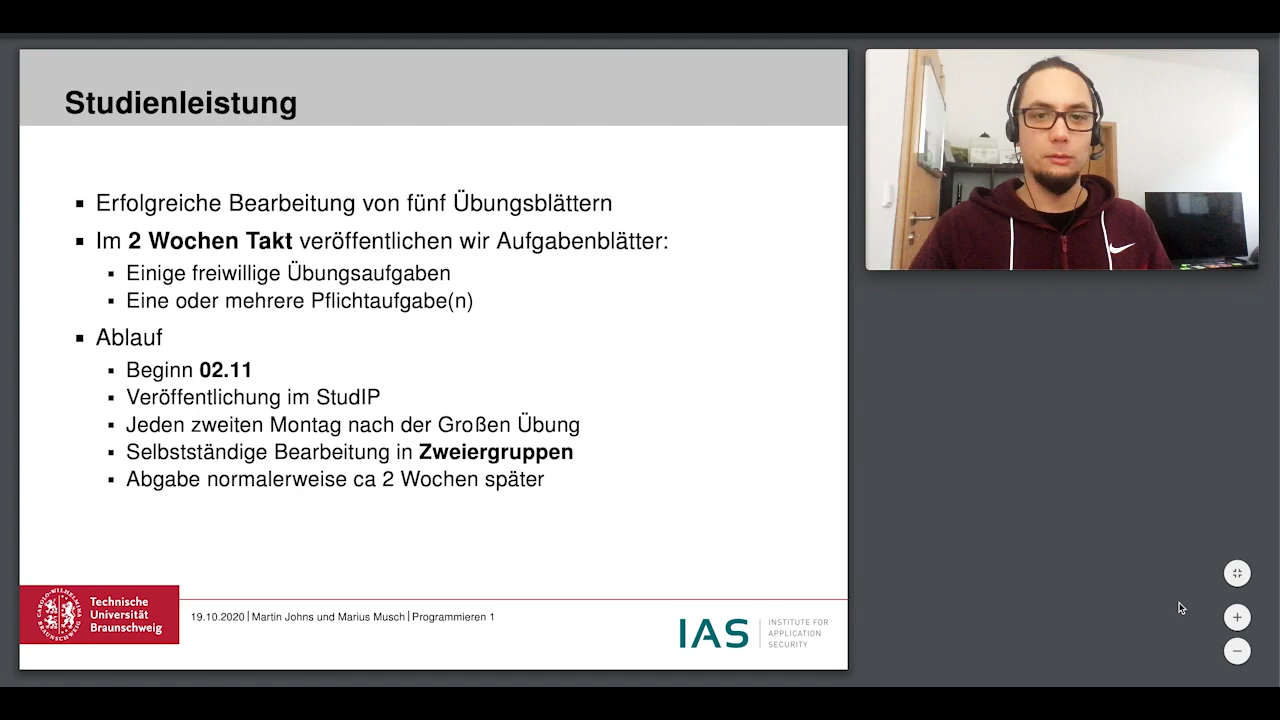 Studienleistung
▪ Erfolgreiche Bearbeitung von fünf Übungsblättern
▪ Im 2 Wochen Takt veröffentlichen wir Aufgabenblätter:
▪ Einige freiwillige Übungsaufgaben
▪ Eine oder mehrere Pflichtaufgabe(n)
▪ Ablauf
▪ Beginn 02.11
▪ Veröffentlichung im StudIP
▪ Jeden zweiten Montag nach der Großen Übung
▪ Selbstständige Bearbeitung in Zweiergruppen
▪ Abgabe normalerweise ca 2 Wochen später
CAROLO-WILHELMINA
BRAUNSCHWEIG
Technische
Universität
Braunschweig
19.10.2020 | Martin Johns und Marius Musch | Programmieren 1
IAS
INSTITUTE FOR
APPLICATION
SECURITY